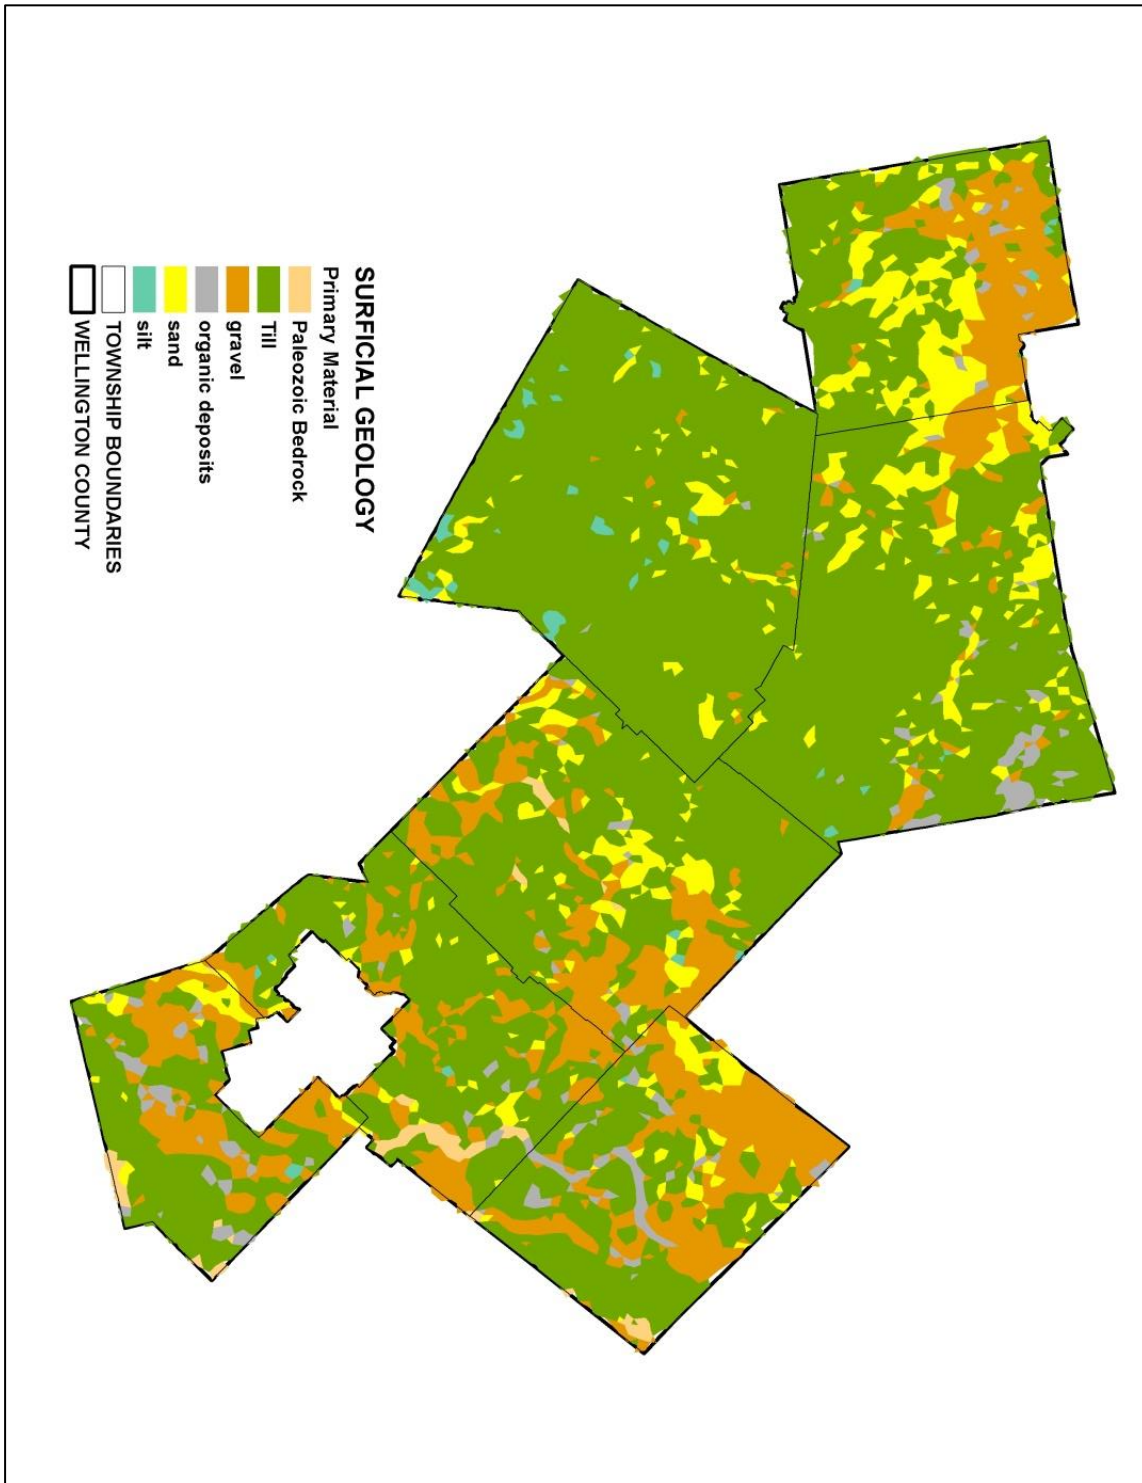 SURFICIAL GEOLOGY
Primary Material
Paleozoic Bedrock
Till
gravel
organic deposits
sand
silt
TOWNSHIP BOUNDARIES
WELLINGTON COUNTY